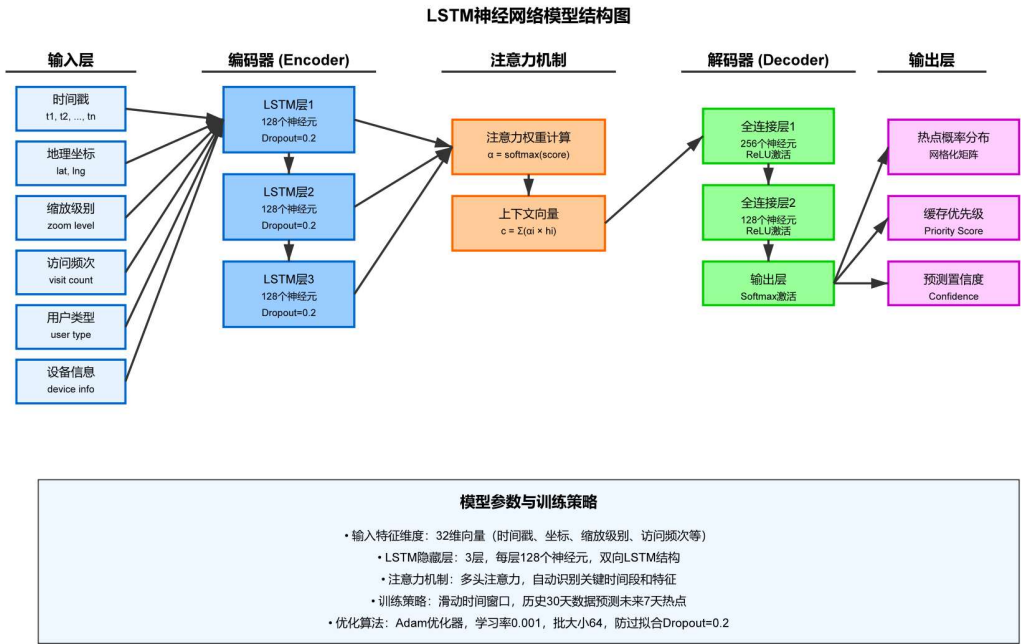 LSTM神经网络模型结构图
输入层
编码器 (Encoder)
注意力机制
解码器 (Decoder)
输出层
时间戳
t1, t2, ..., tn
地理坐标
lat, lng
缩放级别
zoom level
访问频次
visit count
用户类型
user type
设备信息
device info
LSTM层1
128个神经元
Dropout=0.2
LSTM层2
128个神经元
Dropout=0.2
LSTM层3
128个神经元
Dropout=0.2
注意力权重计算
α = softmax(score)
上下文向量
c = Σ(αi × hi)
全连接层1
256个神经元
ReLU激活
全连接层2
128个神经元
ReLU激活
输出层
Softmax激活
热点概率分布
网格化矩阵
缓存优先级
Priority Score
预测置信度
Confidence
模型参数与训练策略
• 输入特征维度：32维向量（时间戳、坐标、缩放级别、访问频次等）
• LSTM隐藏层：3层，每层128个神经元，双向LSTM结构
• 注意力机制：多头注意力，自动识别关键时间段和特征
• 训练策略：滑动时间窗口，历史30天数据预测未来7天热点
• 优化算法：Adam优化器，学习率0.001，批大小64，防过拟合Dropout=0.2